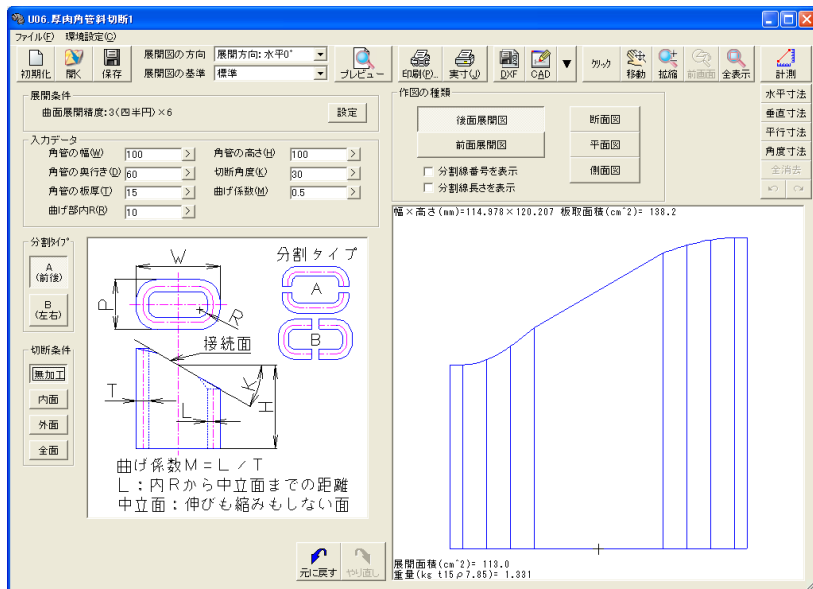 U06.厚肉角管斜切断1
ファイル(F) 環境設定(C)
初期化 開く 保存
展開図の方向 展開方向:水平0°
展開図の基準 標準
プレビュー 印刷(P).. 実寸(J) DXF CAD ▼ クリック 移動 拡縮 前画面 全表示 計測
展開条件
曲面展開精度:3(四半円)×6 設定
入力データ
角管の幅(W) 100 > 角管の高さ(H) 100 >
角管の奥行き(D) 60 > 切断角度(K) 30 >
角管の板厚(T) 15 > 曲げ係数(M) 0.5 >
曲げ部内R(R) 10 >
作図の種類
後面展開図 断面図
前面展開図 平面図
側面図
分割線番号を表示
分割線長さを表示
水平寸法
垂直寸法
平行寸法
角度寸法
全消去
分割タイプ
A
(前後)
B
(左右)
切断条件
無加工
内面
外面
全面
W
分割タイプ
P
A
R
B
接続面
T
K
H
L
曲げ係数M=L/T
L:内Rから中立面までの距離
中立面:伸びも縮みもしない面
元に戻す やり直し
幅×高さ(mm)=114.978×120.207 板取面積(cm^2)= 138.2
展開面積(cm^2)= 113.0
重量(kg t15ρ7.85)= 1.331